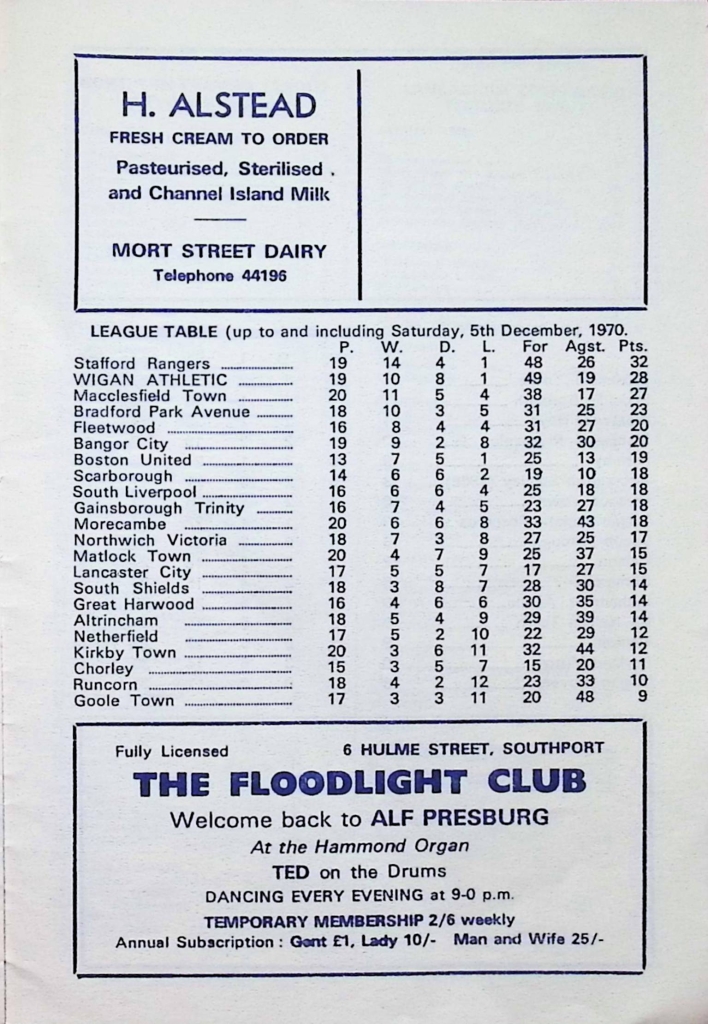 H. ALSTEAD
FRESH CREAM TO ORDER
Pasteurised, Sterilised .
and Channel Island Milk
MORT STREET DAIRY
Telephone 44196
LEAGUE TABLE (up to and including Saturday, 5th December, 1970.
P. W. D. L. For Agst. Pts.
Stafford Rangers 19 14 4 1 48 26 32
WIGAN ATHLETIC 19 10 8 1 49 19 28
Macclesfield Town 20 11 5 4 38 17 27
Bradford Park Avenue 18 10 3 5 31 25 23
Fleetwood 16 8 4 4 31 27 20
Bangor City 19 9 2 8 32 30 20
Boston United 13 7 5 1 25 13 19
Scarborough 14 6 6 2 19 10 18
South Liverpool 16 6 6 4 25 18 18
Gainsborough Trinity 16 7 4 5 23 27 18
Morecambe 20 6 6 8 33 43 18
Northwich Victoria 18 7 3 8 27 25 17
Matlock Town 20 4 7 9 25 37 15
Lancaster City 17 5 5 7 17 27 15
South Shields 18 3 8 7 28 30 14
Great Harwood 16 4 6 6 30 35 14
Altrincham 18 5 4 9 29 39 14
Netherfield 17 5 2 10 22 29 12
Kirkby Town 20 3 6 11 32 44 12
Chorley 15 3 5 7 15 20 11
Runcorn 18 4 2 12 23 33 10
Goole Town 17 3 3 11 20 48 9
Fully Licensed 6 HULME STREET, SOUTHPORT
THE FLOODLIGHT CLUB
Welcome back to ALF PRESBURG
At the Hammond Organ
TED on the Drums
DANCING EVERY EVENING at 9-0 p.m.
TEMPORARY MEMBERSHIP 2/6 weekly
Annual Subscription : Gent £1, Lady 10/- Man and Wife 25/-